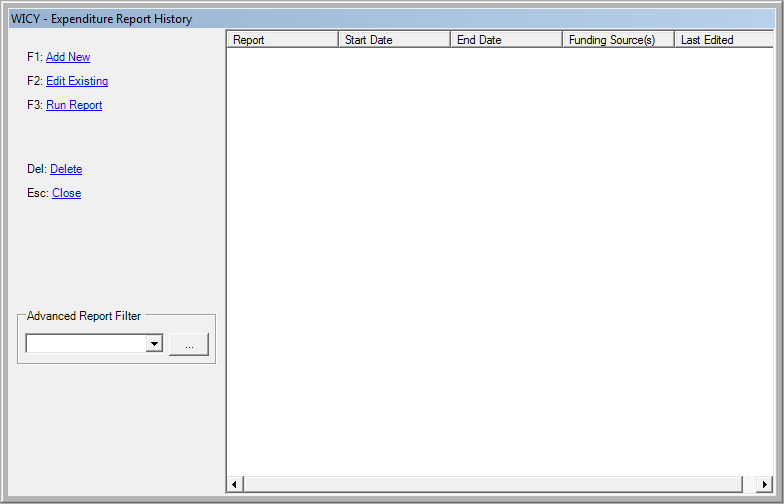 WICY - Expenditure Report History
F1: Add New
F2: Edit Existing
F3: Run Report
Del: Delete
Esc: Close
Advanced Report Filter
...
Report Start Date End Date Funding Source(s) Last Edited